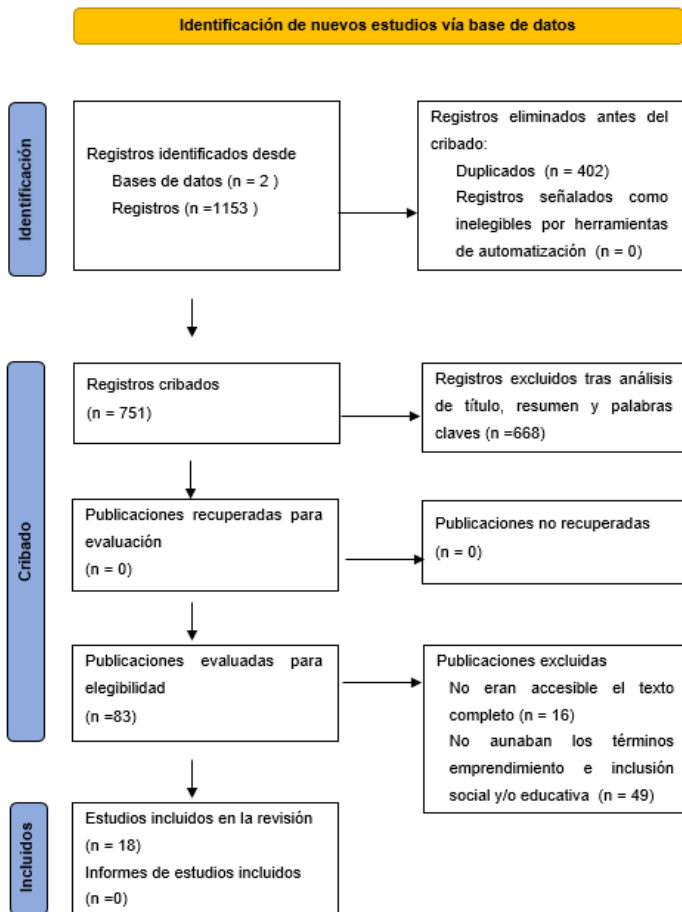 Identificación de nuevos estudios vía base de datos
Identificación
Registros identificados desde
Bases de datos (n = 2 )
Registros (n =1153 )
Registros eliminados antes del
cribado:
Duplicados (n = 402)
Registros señalados como
inelegibles por herramientas
de automatización (n = 0)
Cribado
Registros cribados
(n = 751)
Registros excluidos tras análisis
de título, resumen y palabras
claves (n =668)
Publicaciones recuperadas para
evaluación
(n = 0)
Publicaciones no recuperadas
(n = 0)
Publicaciones evaluadas para
elegibilidad
(n =83)
Publicaciones excluidas
No eran accesible el texto
completo (n = 16)
No aunaban los términos
emprendimiento e inclusión
social y/o educativa (n = 49)
Incluidos
Estudios incluidos en la revisión
(n = 18)
Informes de estudios incluidos
(n =0)